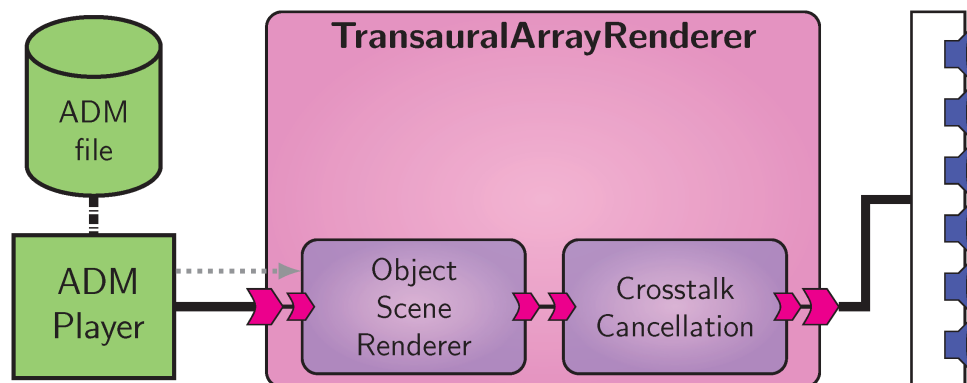 TransauralArrayRenderer
ADM
file
ADM
Player
Object
Scene
Renderer
Crosstalk
Cancellation